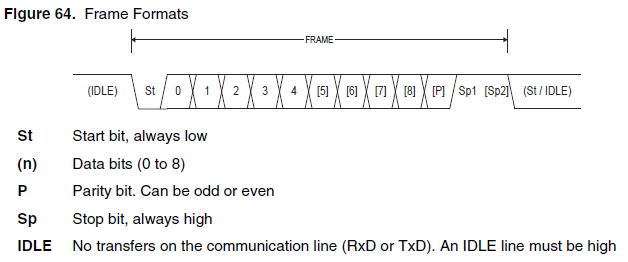 Figure 64. Frame Formats
FRAME
(IDLE) St 0 1 2 3 4 [5] [6] [7] [8] [P] Sp1 [Sp2] (St / IDLE)
St Start bit, always low
(n) Data bits (0 to 8)
P Parity bit. Can be odd or even
Sp Stop bit, always high
IDLE No transfers on the communication line (RxD or TxD). An IDLE line must be high